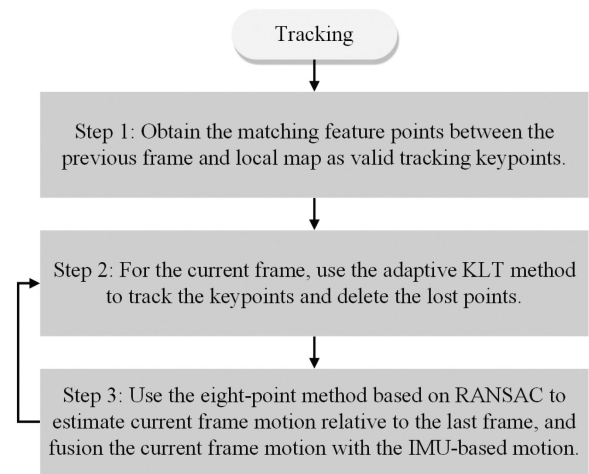 Tracking
Step 1: Obtain the matching feature points between the
previous frame and local map as valid tracking keypoints.
Step 2: For the current frame, use the adaptive KLT method
to track the keypoints and delete the lost points.
Step 3: Use the eight-point method based on RANSAC to
estimate current frame motion relative to the last frame, and
fusion the current frame motion with the IMU-based motion.